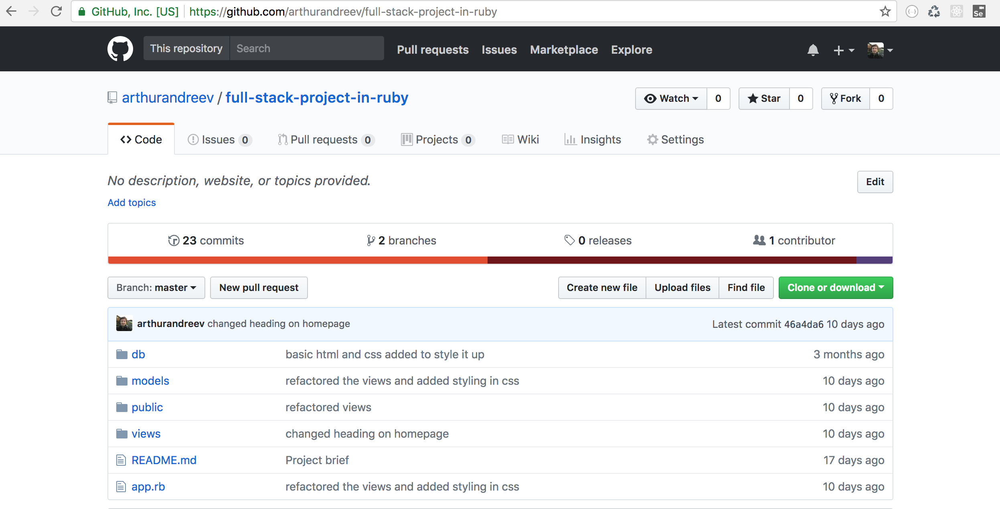 GitHub, Inc. [US] https://github.com/arthurandreev/full-stack-project-in-ruby {...} Se
This repository Search Pull requests Issues Marketplace Explore
arthurandreev / full-stack-project-in-ruby Watch 0 Star 0 Fork 0
Code Issues 0 Pull requests 0 Projects 0 Wiki Insights Settings
No description, website, or topics provided. Edit
Add topics
23 commits 2 branches 0 releases 1 contributor
Branch: master New pull request Create new file Upload files Find file Clone or download
arthurandreev changed heading on homepage Latest commit 46a4da6 10 days ago
db basic html and css added to style it up 3 months ago
models refactored the views and added styling in css 10 days ago
public refactored views 10 days ago
views changed heading on homepage 10 days ago
README.md Project brief 17 days ago
app.rb refactored the views and added styling in css 10 days ago